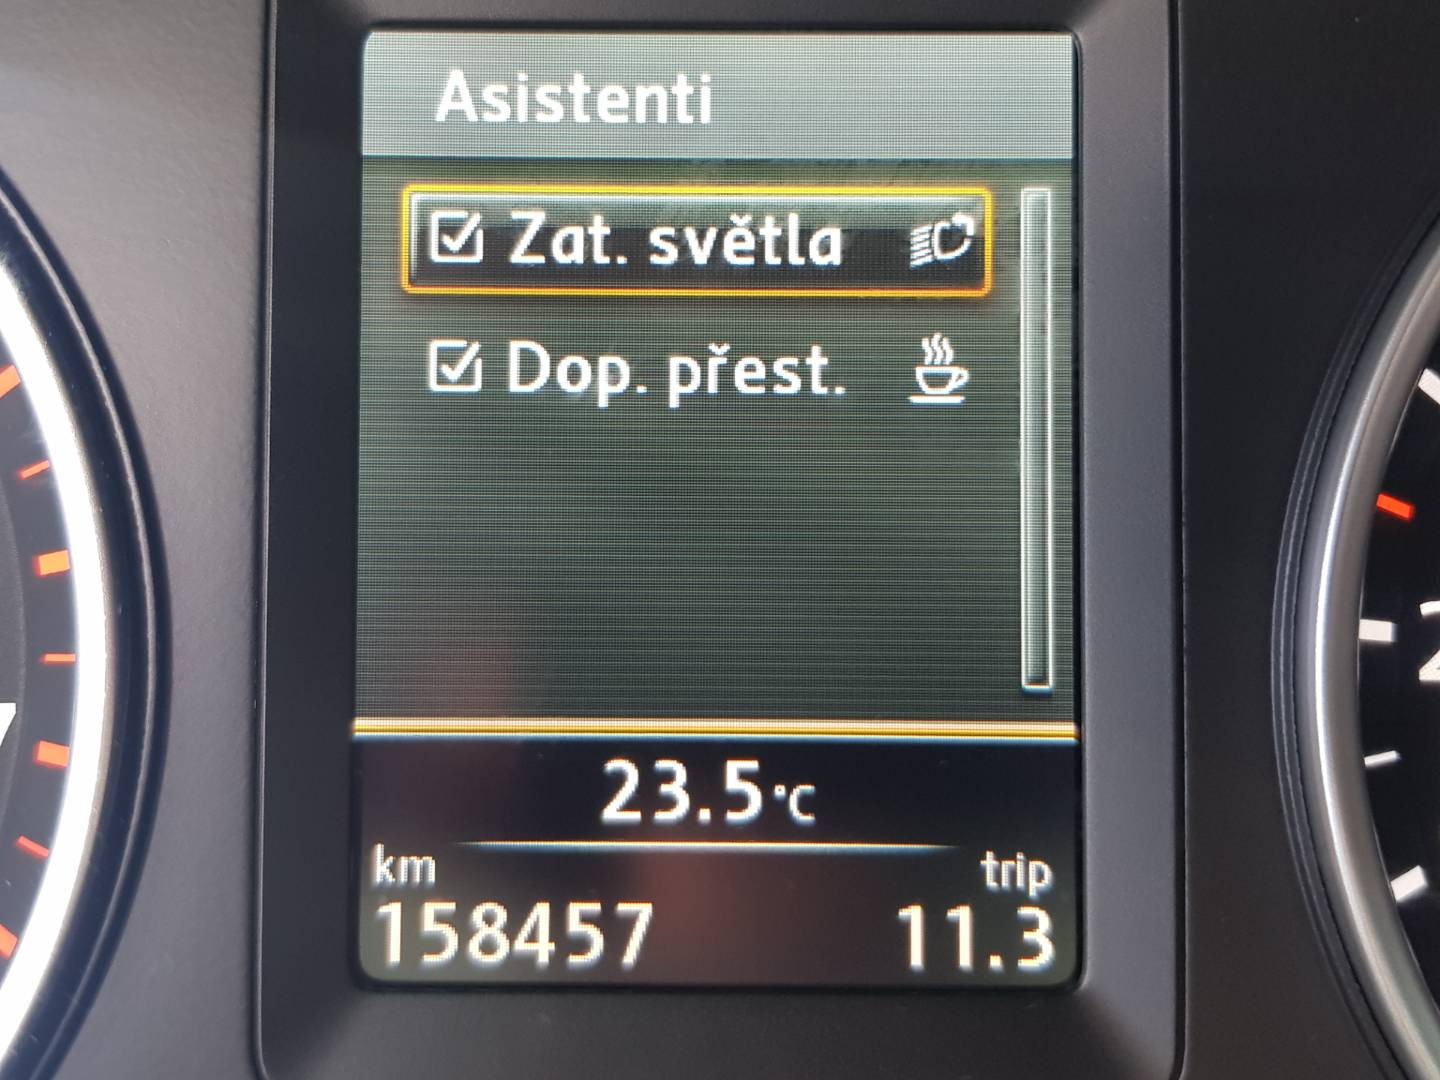 Asistenti
Zat. světla
Dop. přest.
23.5°C
km trip
158457 11.3